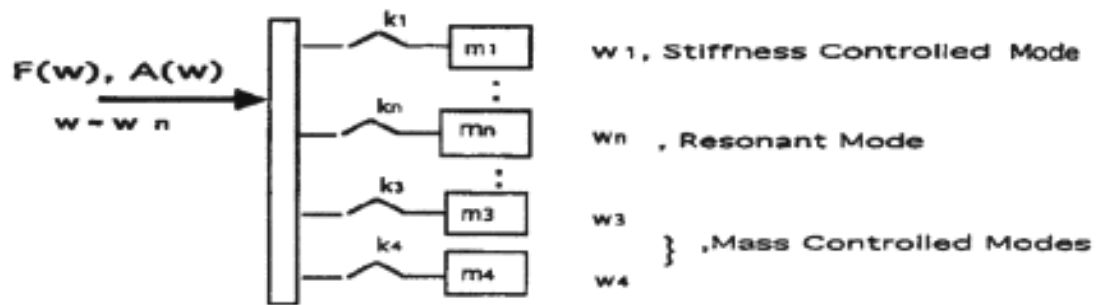 k1
m1
w1, Stiffness Controlled Mode
F(w), A(w)
w ~ w n
kn
mn
wn , Resonant Mode
k3
m3
w3
} ,Mass Controlled Modes
k4
m4
w4